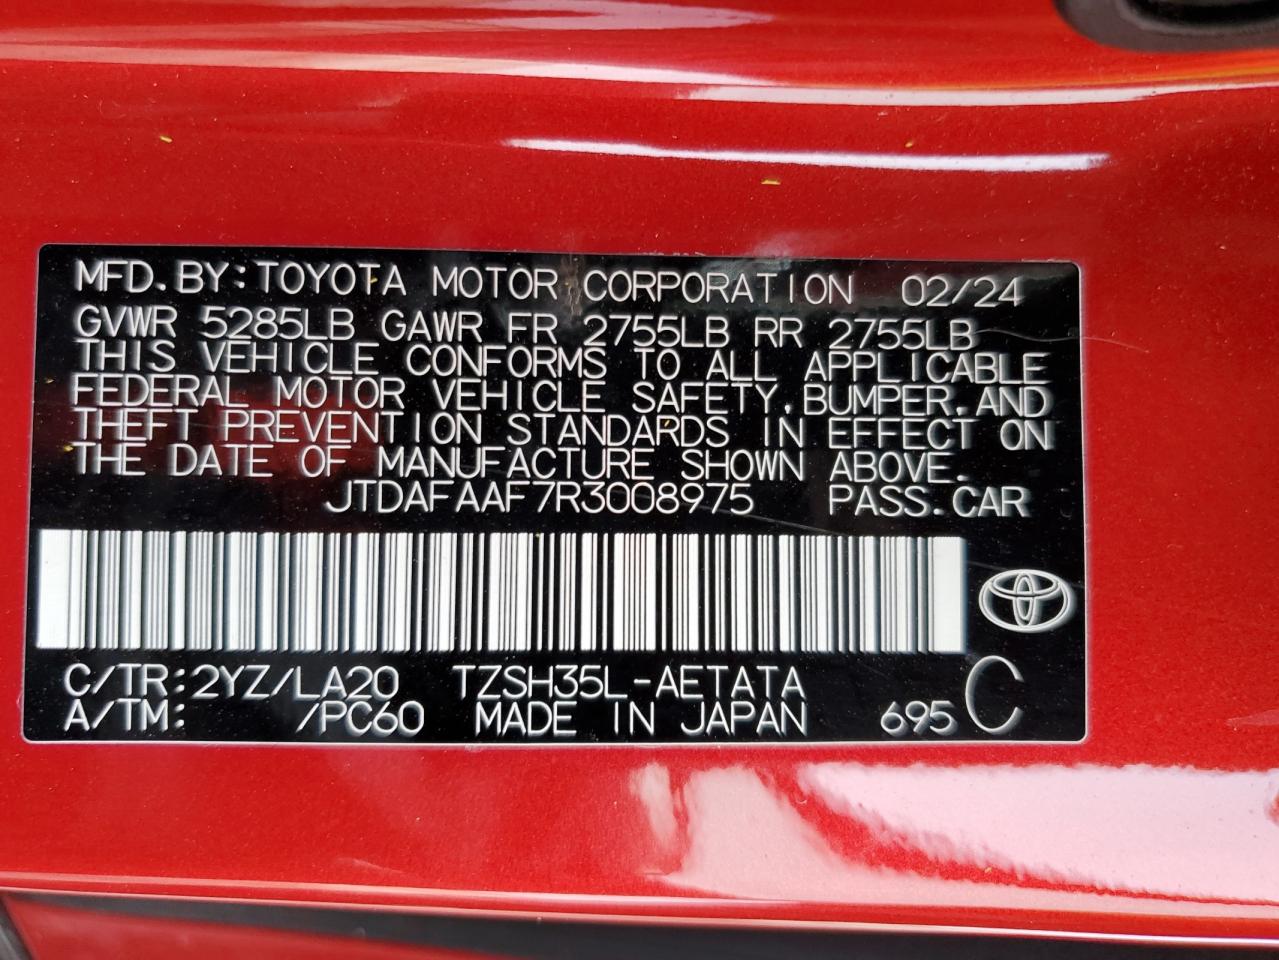 MFD.BY:TOYOTA MOTOR CORPORATION 02/24
GVWR 5285LB GAWR FR 2755LB RR 2755LB
THIS VEHICLE CONFORMS TO ALL APPLICABLE
FEDERAL MOTOR VEHICLE SAFETY,BUMPER,AND
THEFT PREVENTION STANDARDS IN EFFECT ON
THE DATE OF MANUFACTURE SHOWN ABOVE.
JTDAFAAF7R3008975 PASS.CAR
C/TR:2YZ/LA20 TZSH35L-AETATA
A/TM: /PC60 MADE IN JAPAN 695 C